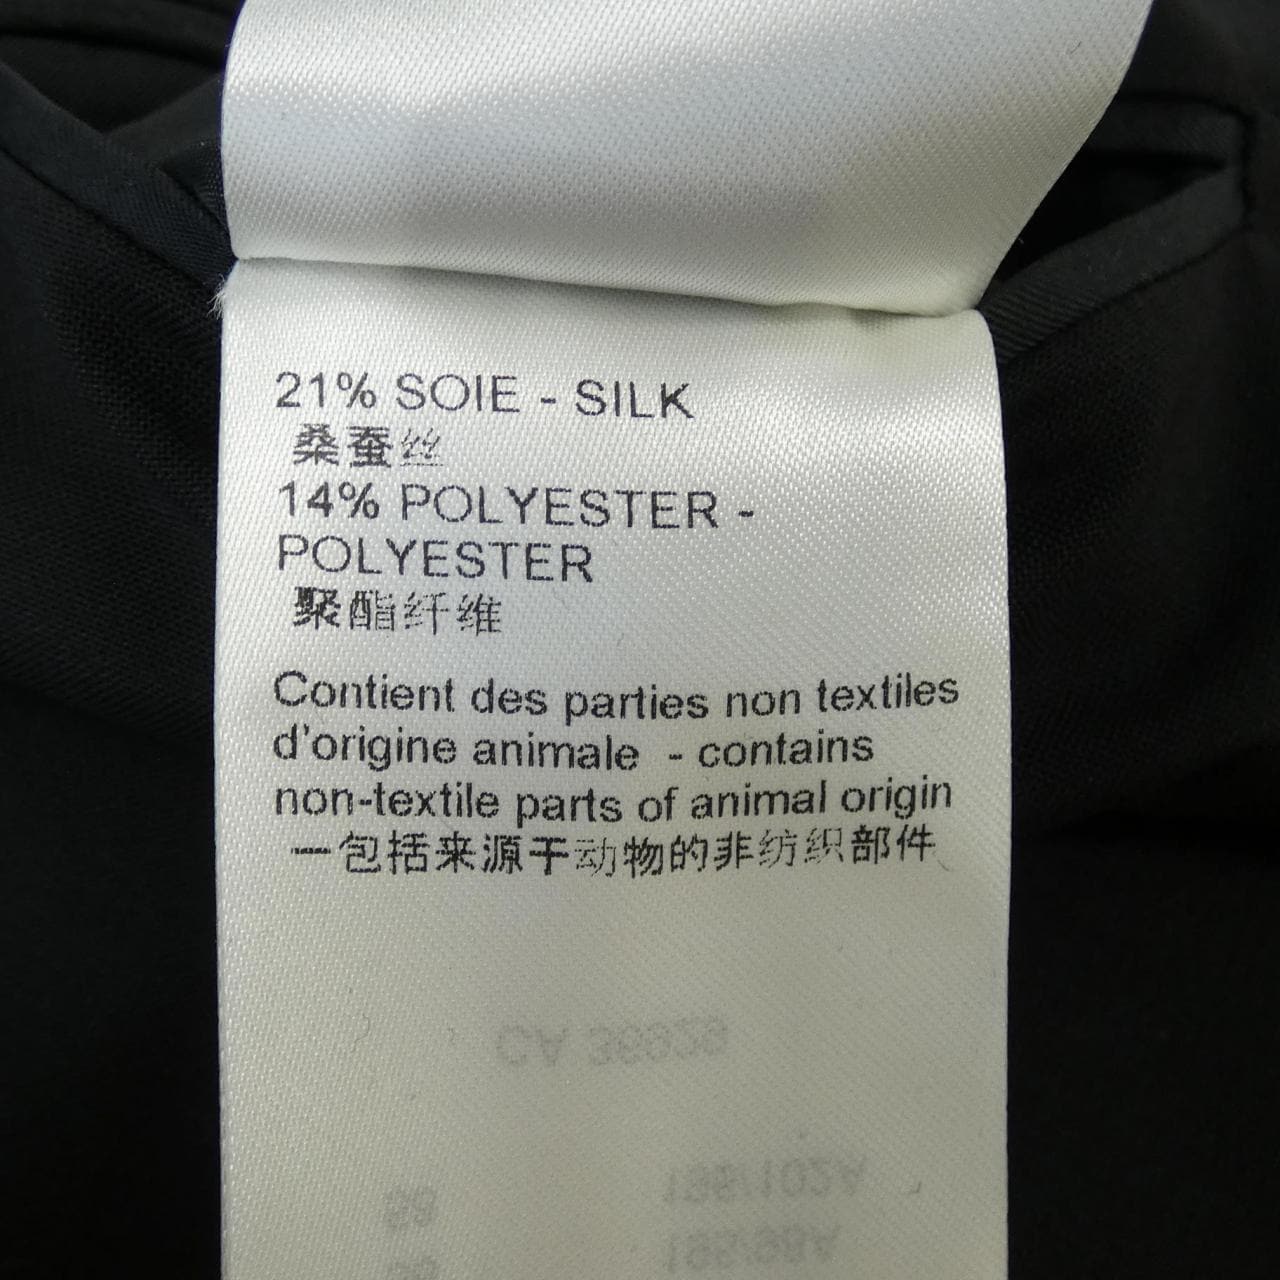 21% SOIE - SILK
桑蚕丝
14% POLYESTER -
POLYESTER
聚酯纤维
Contient des parties non textiles
d'origine animale - contains
non-textile parts of animal origin
一包括来源于动物的非纺织部件
CA 36929